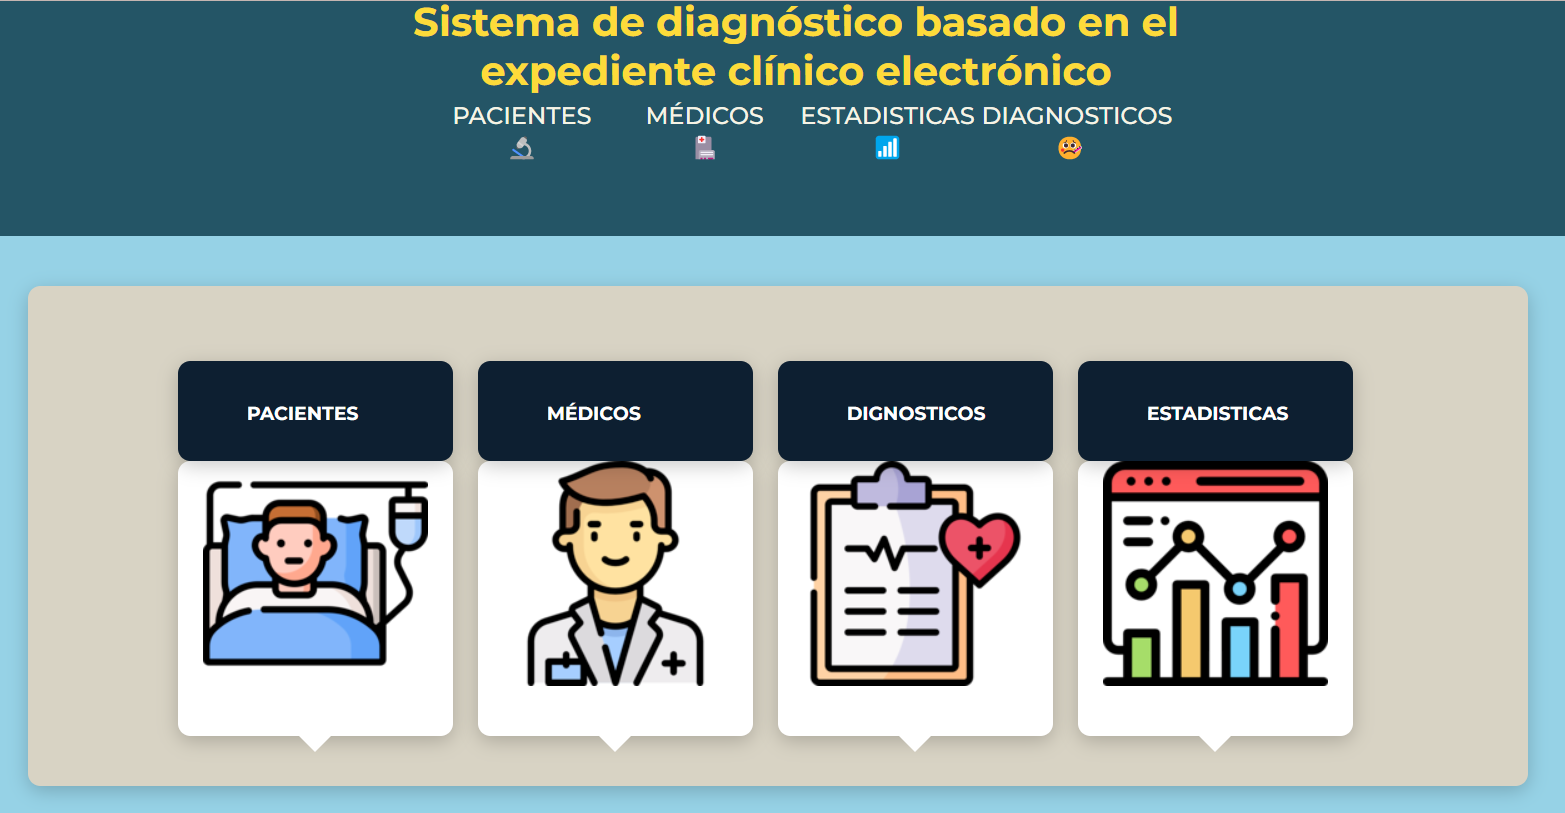 Sistema de diagnóstico basado en el
expediente clínico electrónico
PACIENTES MÉDICOS ESTADISTICAS DIAGNOSTICOS
PACIENTES MÉDICOS DIGNOSTICOS ESTADISTICAS